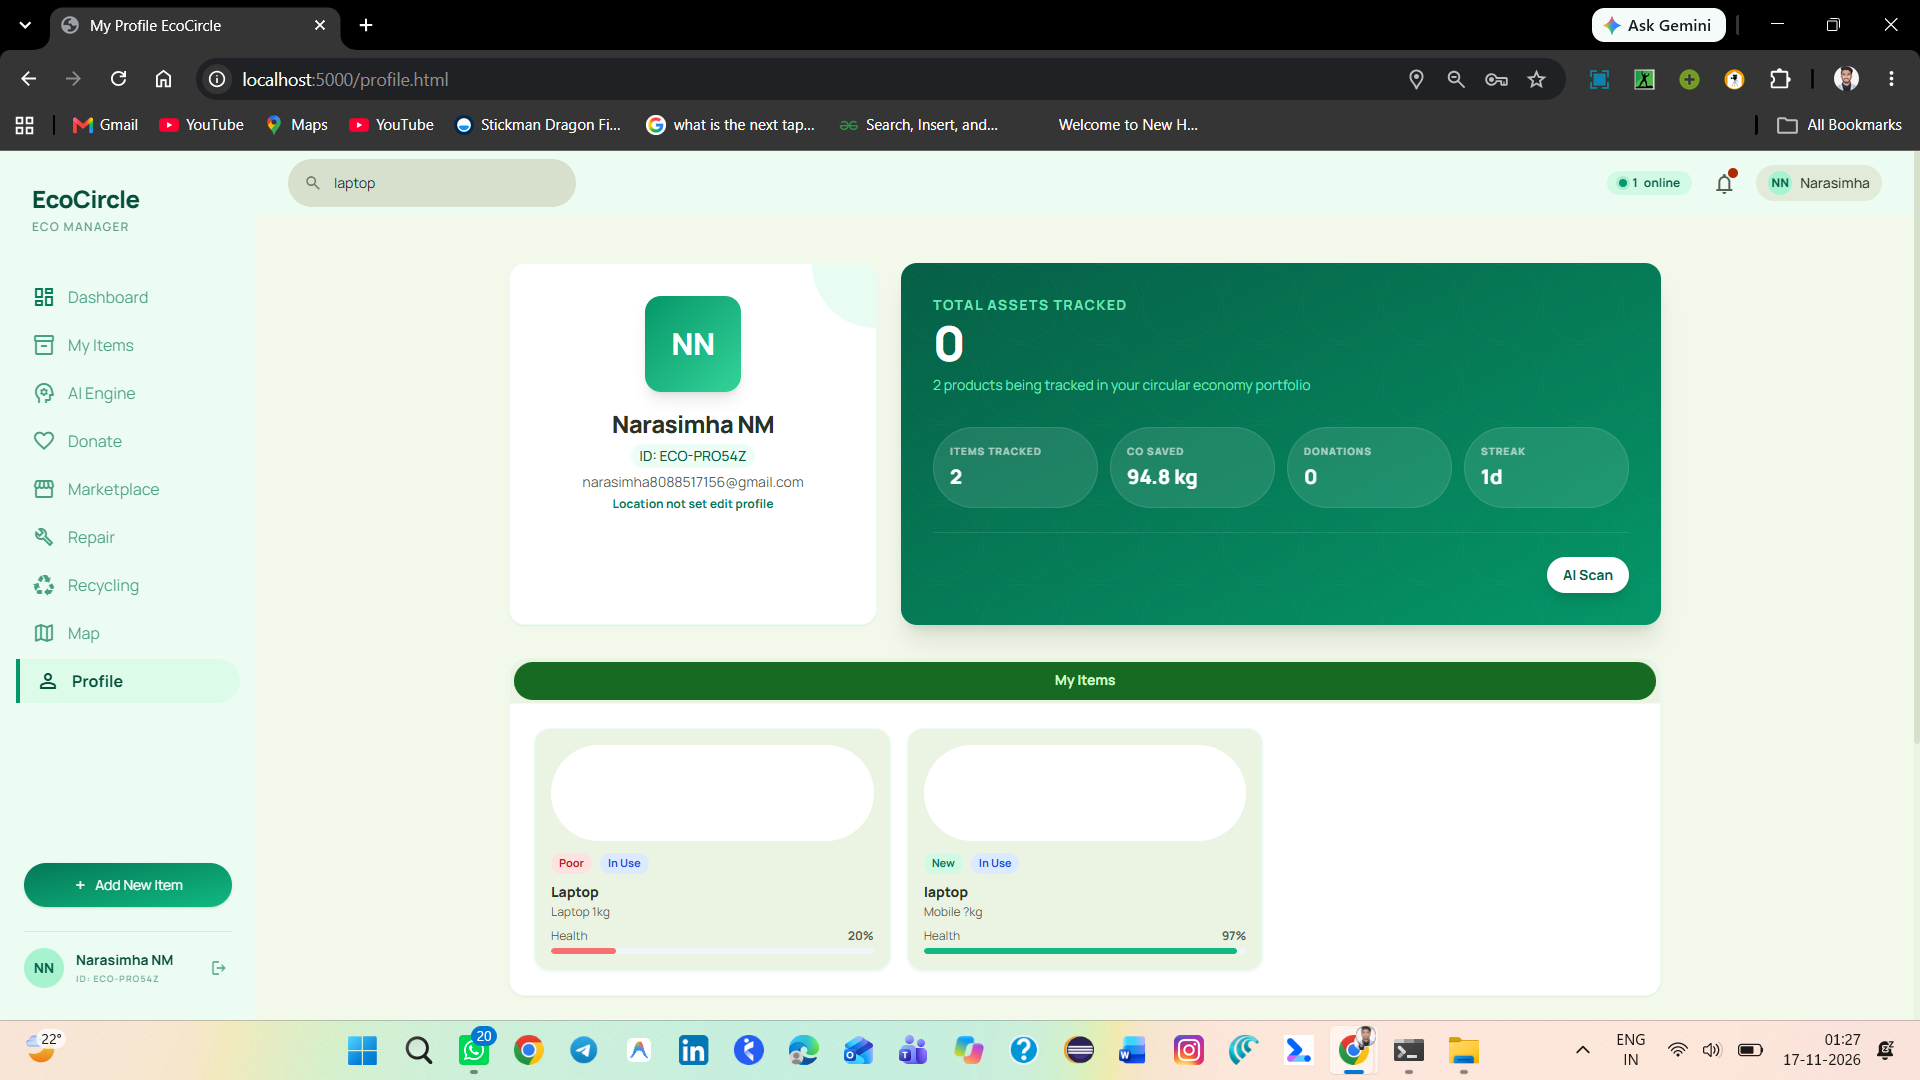 My Profile EcoCircle
Ask Gemini
localhost:5000/profile.html
Gmail
YouTube
Maps
YouTube
Stickman Dragon Fi...
what is the next tap...
Search, Insert, and...
Welcome to New H...
All Bookmarks
EcoCircle
ECO MANAGER
laptop
1 online
NN
Narasimha
Dashboard
My Items
AI Engine
Donate
Marketplace
Repair
Recycling
Map
Profile
+ Add New Item
NN
Narasimha NM
ID: ECO-PRO54Z
NN
Narasimha NM
ID: ECO-PRO54Z
narasimha8088517156@gmail.com
Location not set edit profile
TOTAL ASSETS TRACKED
0
2 products being tracked in your circular economy portfolio
ITEMS TRACKED
2
CO SAVED
94.8 kg
DONATIONS
0
STREAK
1d
AI Scan
My Items
Poor
In Use
Laptop
Laptop 1kg
Health
20%
New
In Use
laptop
Mobile ?kg
Health
97%
22°
20
ENG
IN
01:27
17-11-2026